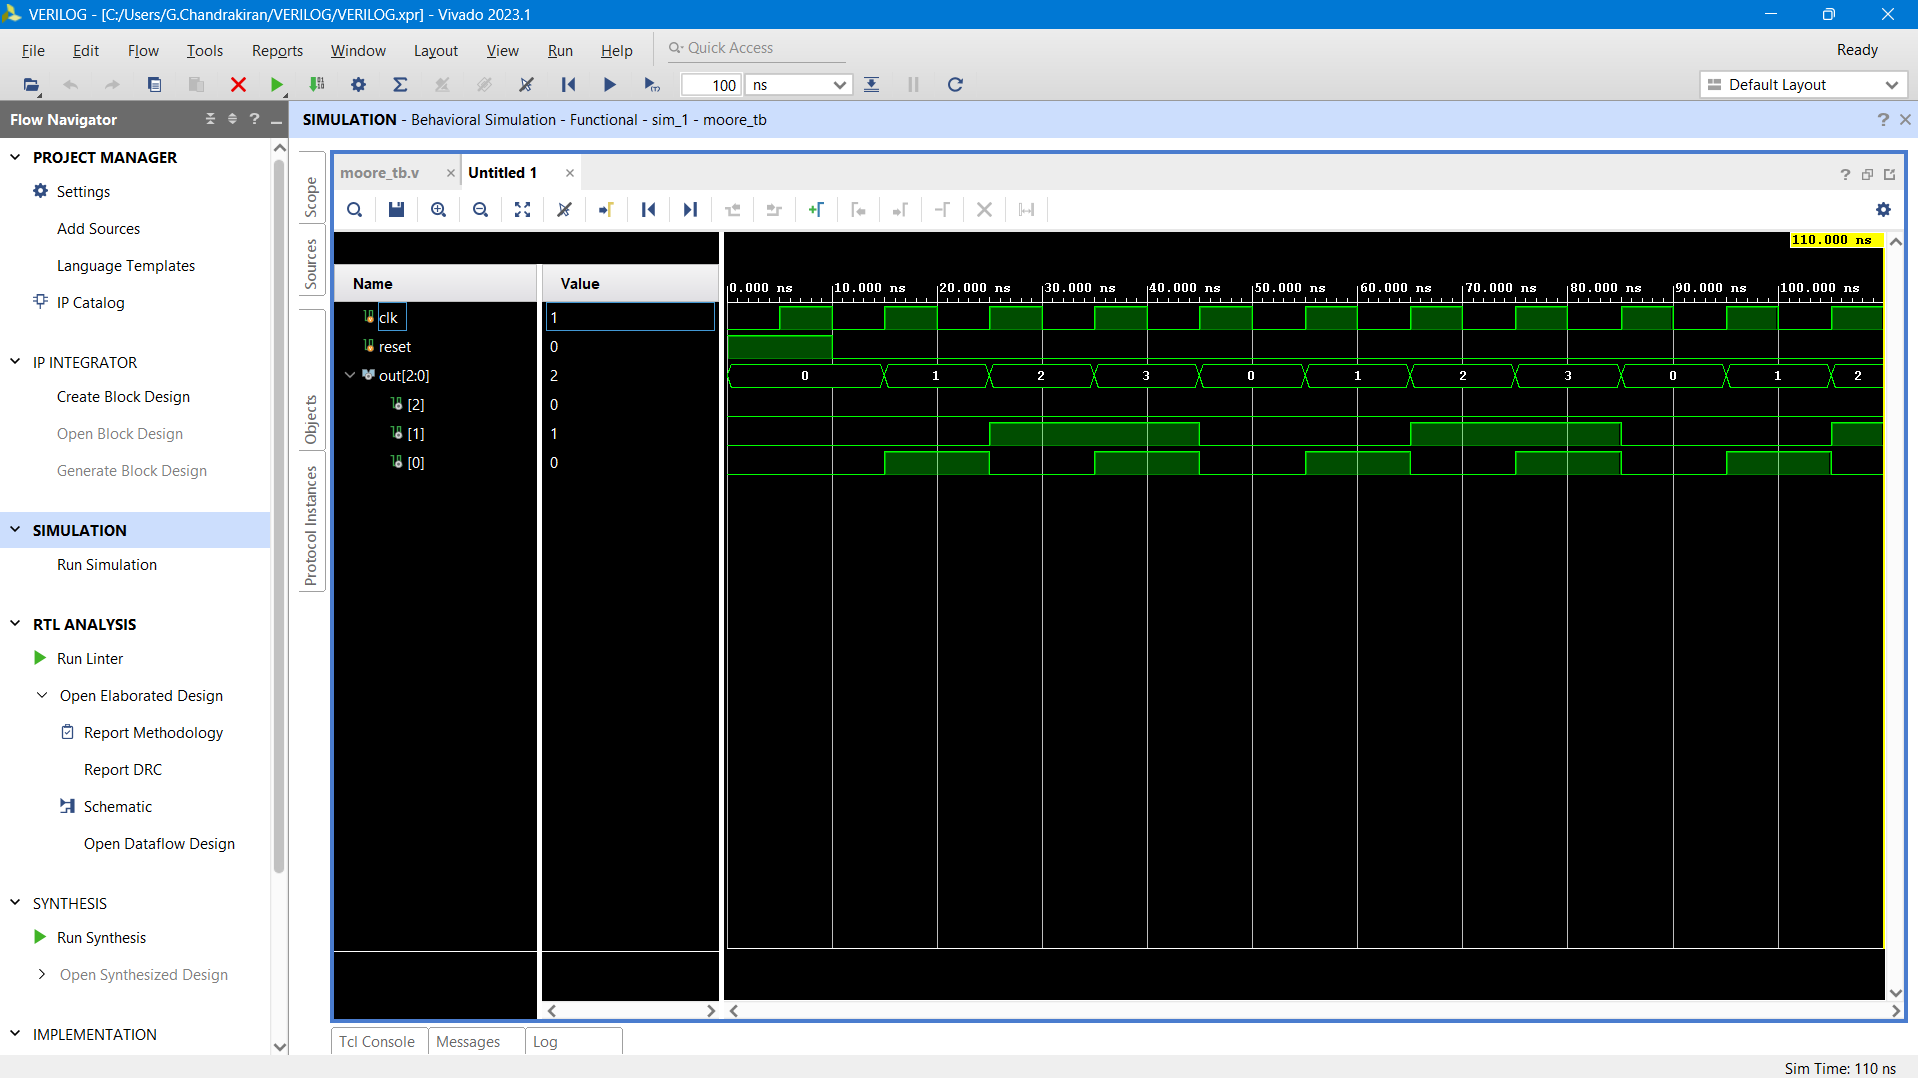 VERILOG - [C:/Users/G.Chandrakiran/VERILOG/VERILOG.xpr] - Vivado 2023.1
File Edit Flow Tools Reports Window Layout View Run Help Quick Access Ready
100 ns Default Layout
Flow Navigator
SIMULATION - Behavioral Simulation - Functional - sim_1 - moore_tb
PROJECT MANAGER
Settings
Add Sources
Language Templates
IP Catalog
IP INTEGRATOR
Create Block Design
Open Block Design
Generate Block Design
SIMULATION
Run Simulation
RTL ANALYSIS
Run Linter
Open Elaborated Design
Report Methodology
Report DRC
Schematic
Open Dataflow Design
SYNTHESIS
Run Synthesis
Open Synthesized Design
IMPLEMENTATION
Scope
Sources
Objects
Protocol Instances
moore_tb.v Untitled 1
110.000 ns
Name Value
0.000 ns 10.000 ns 20.000 ns 30.000 ns 40.000 ns 50.000 ns 60.000 ns 70.000 ns 80.000 ns 90.000 ns 100.000 ns
clk 1
reset 0
out[2:0] 2 0 1 2 3 0 1 2 3 0 1 2
[2] 0
[1] 1
[0] 0
Tcl Console Messages Log
Sim Time: 110 ns